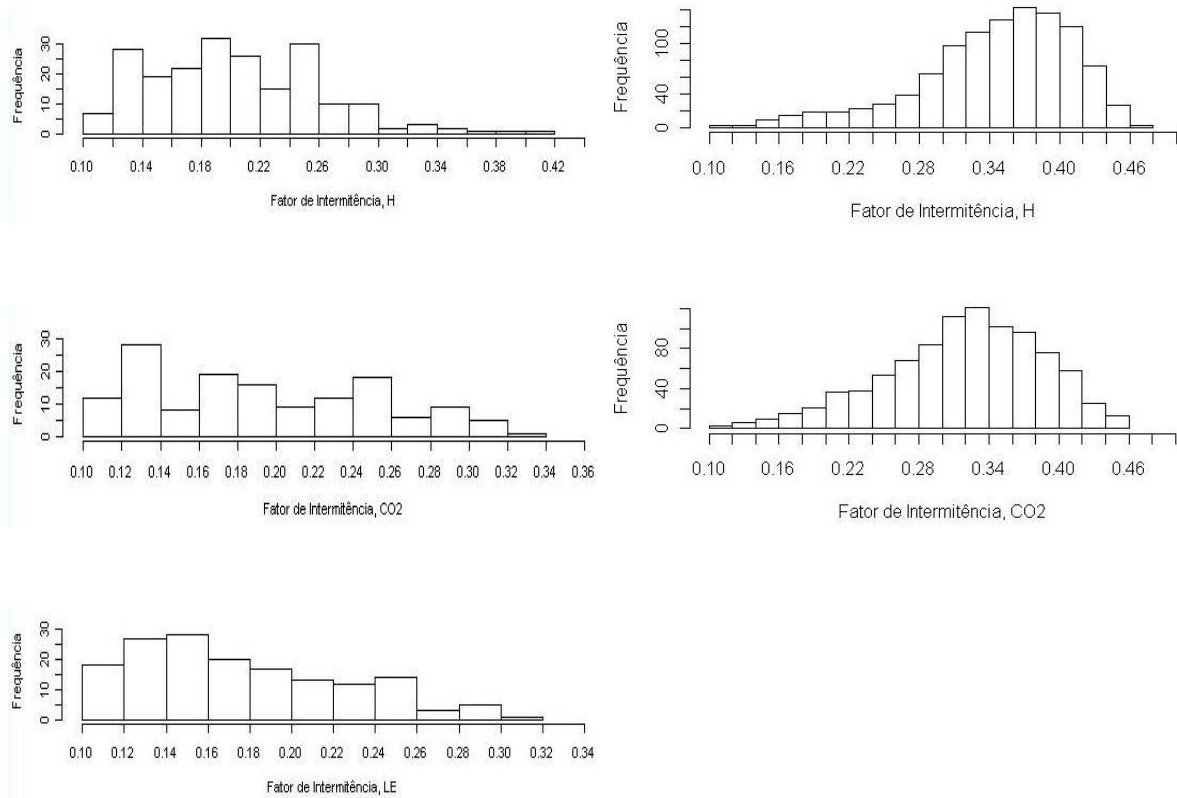 Frequência
0 10 20 30
0.10 0.14 0.18 0.22 0.26 0.30 0.34 0.38 0.42
Fator de Intermitência, H
Frequência
0 40 100
0.10 0.16 0.22 0.28 0.34 0.40 0.46
Fator de Intermitência, H
Frequência
0 10 20 30
0.10 0.12 0.14 0.16 0.18 0.20 0.22 0.24 0.26 0.28 0.30 0.32 0.34 0.36
Fator de Intermitência, CO2
Frequência
0 40 80
0.10 0.16 0.22 0.28 0.34 0.40 0.46
Fator de Intermitência, CO2
Frequência
0 10 20 30
0.10 0.12 0.14 0.16 0.18 0.20 0.22 0.24 0.26 0.28 0.30 0.32 0.34
Fator de Intermitência, LE